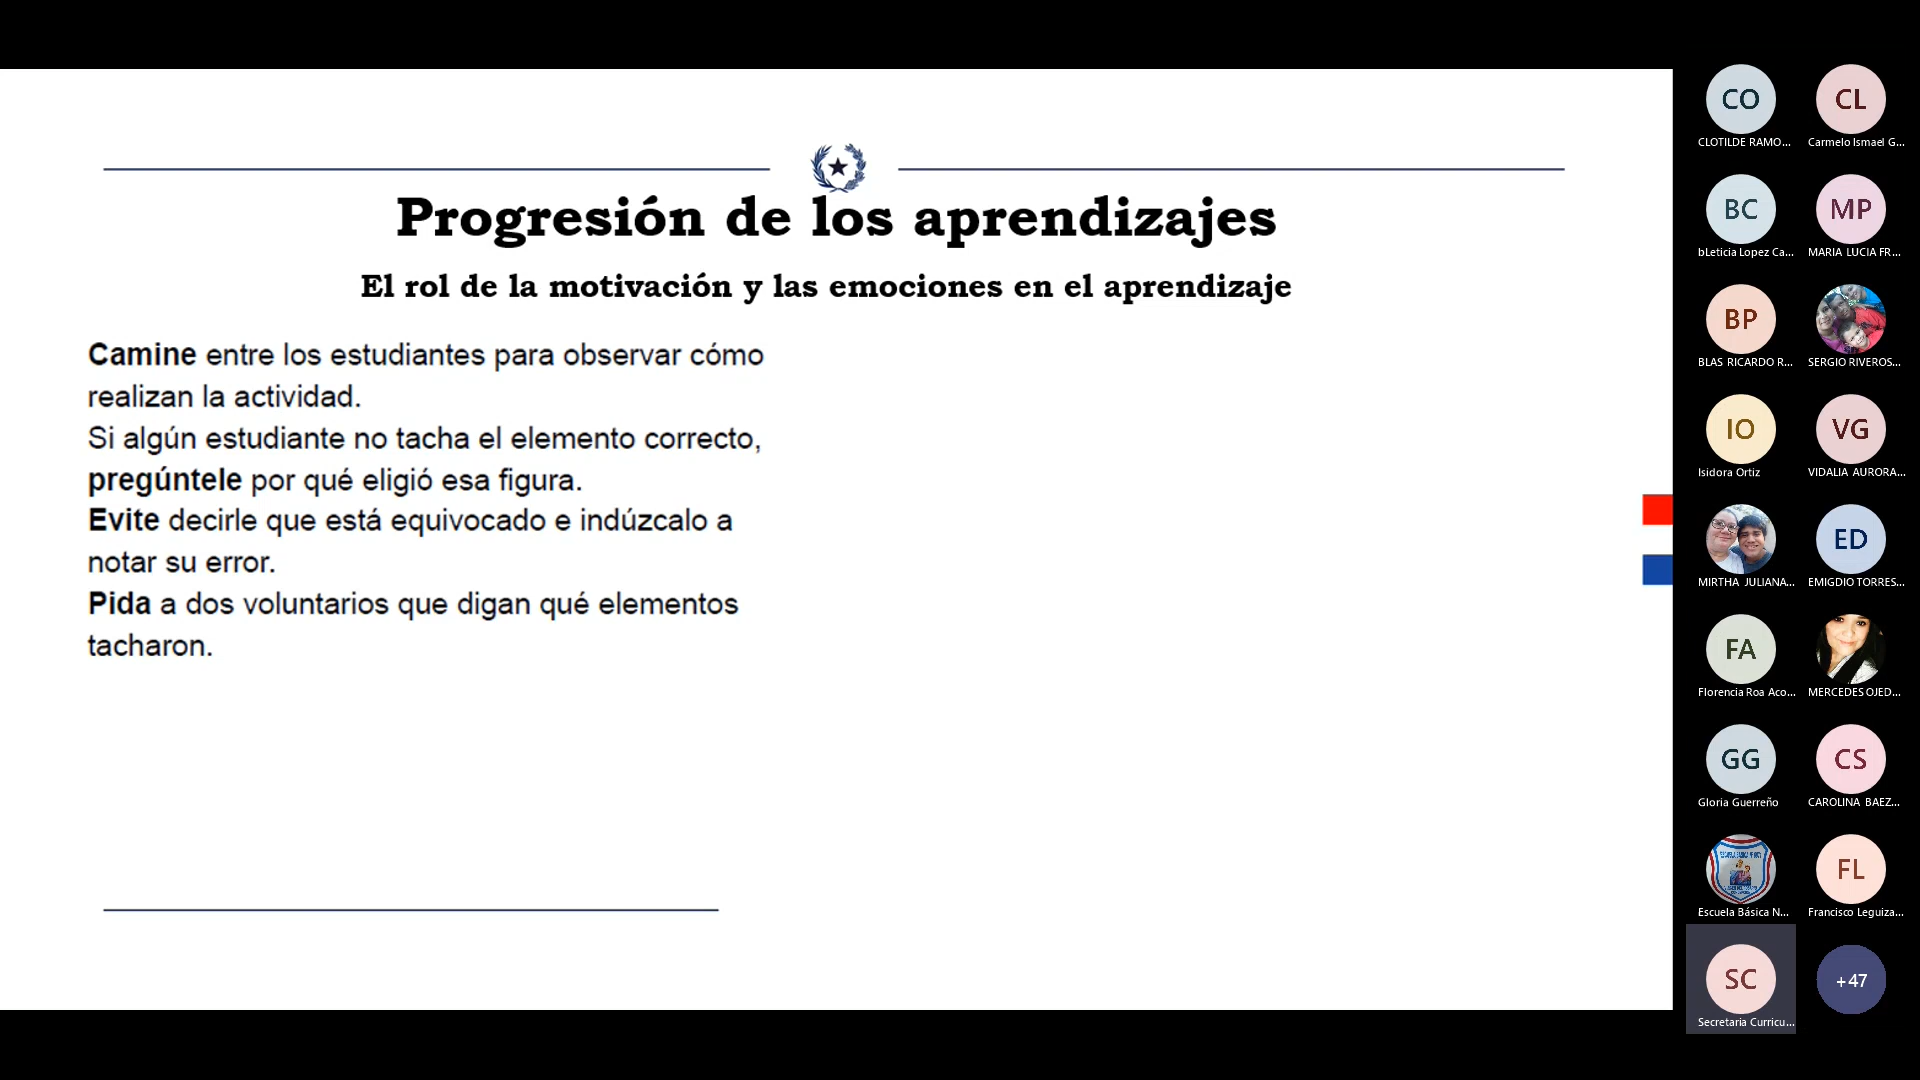 Progresión de los aprendizajes
El rol de la motivación y las emociones en el aprendizaje
Camine entre los estudiantes para observar cómo
realizan la actividad.
Si algún estudiante no tacha el elemento correcto,
pregúntele por qué eligió esa figura.
Evite decirle que está equivocado e indúzcalo a
notar su error.
Pida a dos voluntarios que digan qué elementos
tacharon.
CO
CLOTILDE RAMO...
CL
Carmelo Ismael G...
BC
bLeticia Lopez Ca...
MP
MARIA LUCIA FR...
BP
BLAS RICARDO R...
SERGIO RIVEROS...
IO
Isidora Ortiz
VG
VIDALIA AURORA...
MIRTHA JULIANA...
ED
EMIGDIO TORRES...
FA
Florencia Roa Aco...
MERCEDES OJED...
GG
Gloria Guerreño
CS
CAROLINA BAEZ...
Escuela Básica N...
FL
Francisco Leguiza...
SC
Secretaria Curricu...
+47